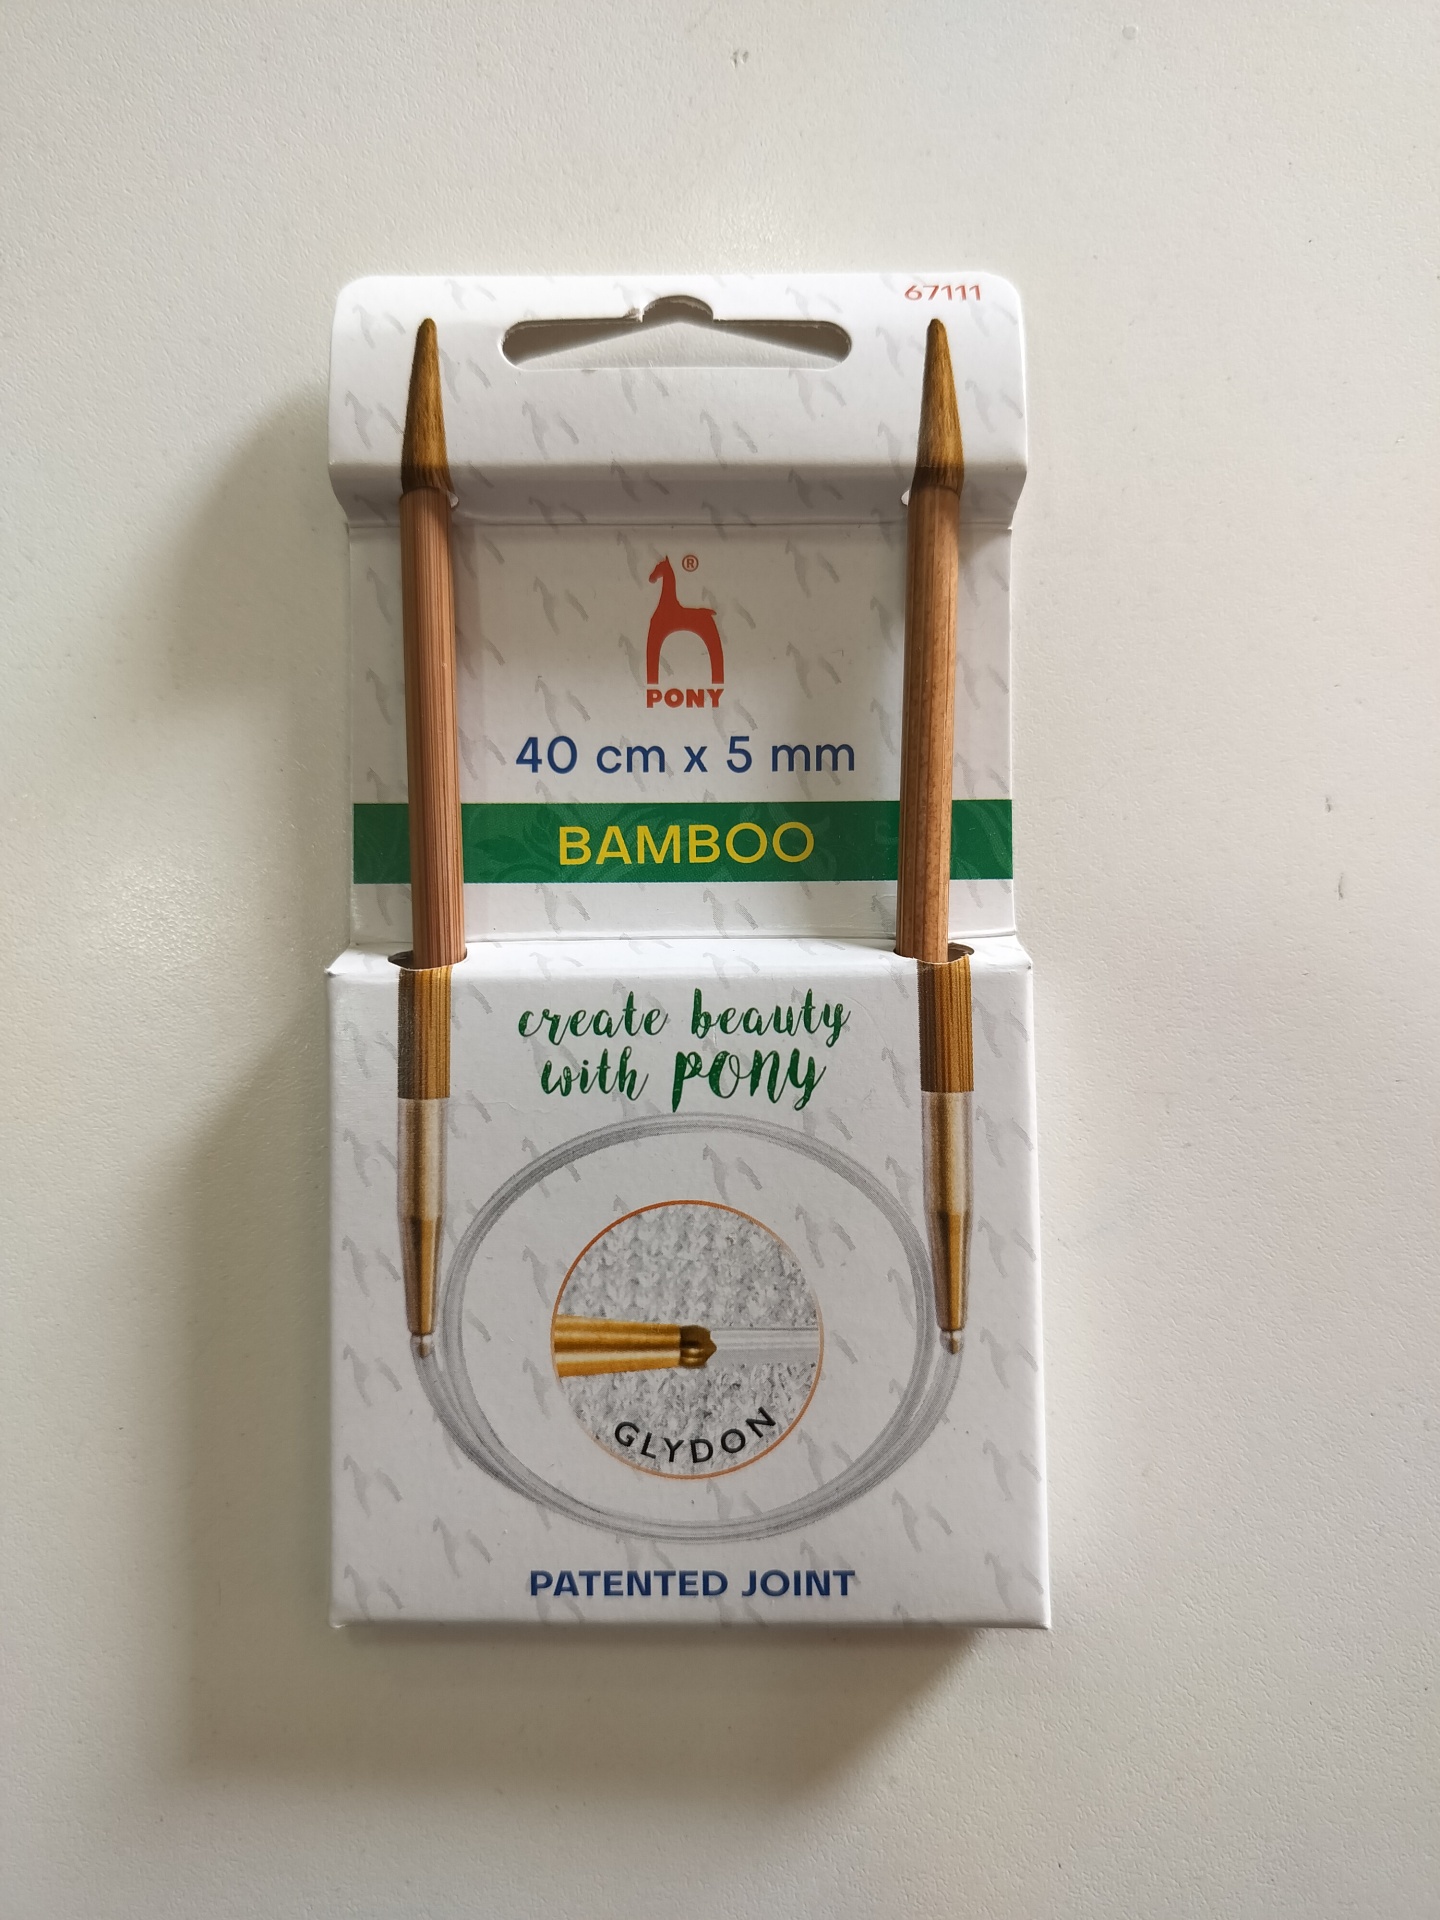 67111
®
PONY
40 cm x 5 mm
BAMBOO
create beauty
with PONY
GLYDON
PATENTED JOINT